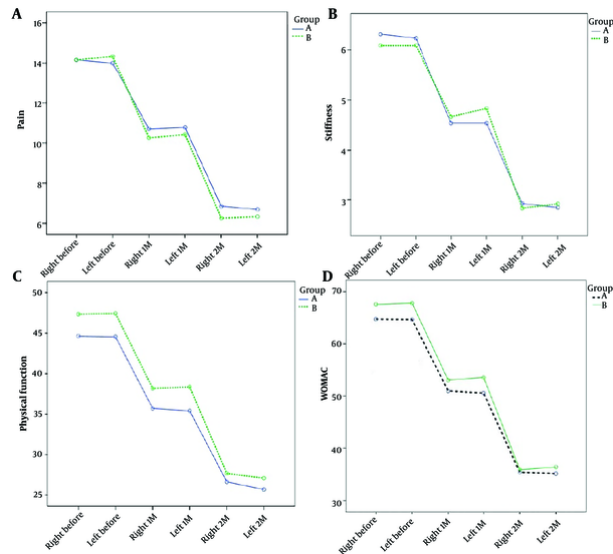 A
Group
A
B
Pain
16
14
12
10
8
6
Right before
Left before
Right 1M
Left 1M
Right 2M
Left 2M
B
Group
A
B
Stiffness
6
5
4
3
Right before
Left before
Right 1M
Left 1M
Right 2M
Left 2M
C
Group
A
B
Physical function
50
45
40
35
30
25
Right before
Left before
Right 1M
Left 1M
Right 2M
Left 2M
D
Group
A
B
WOMAC
70
60
50
40
30
Right before
Left before
Right 1M
Left 1M
Right 2M
Left 2M